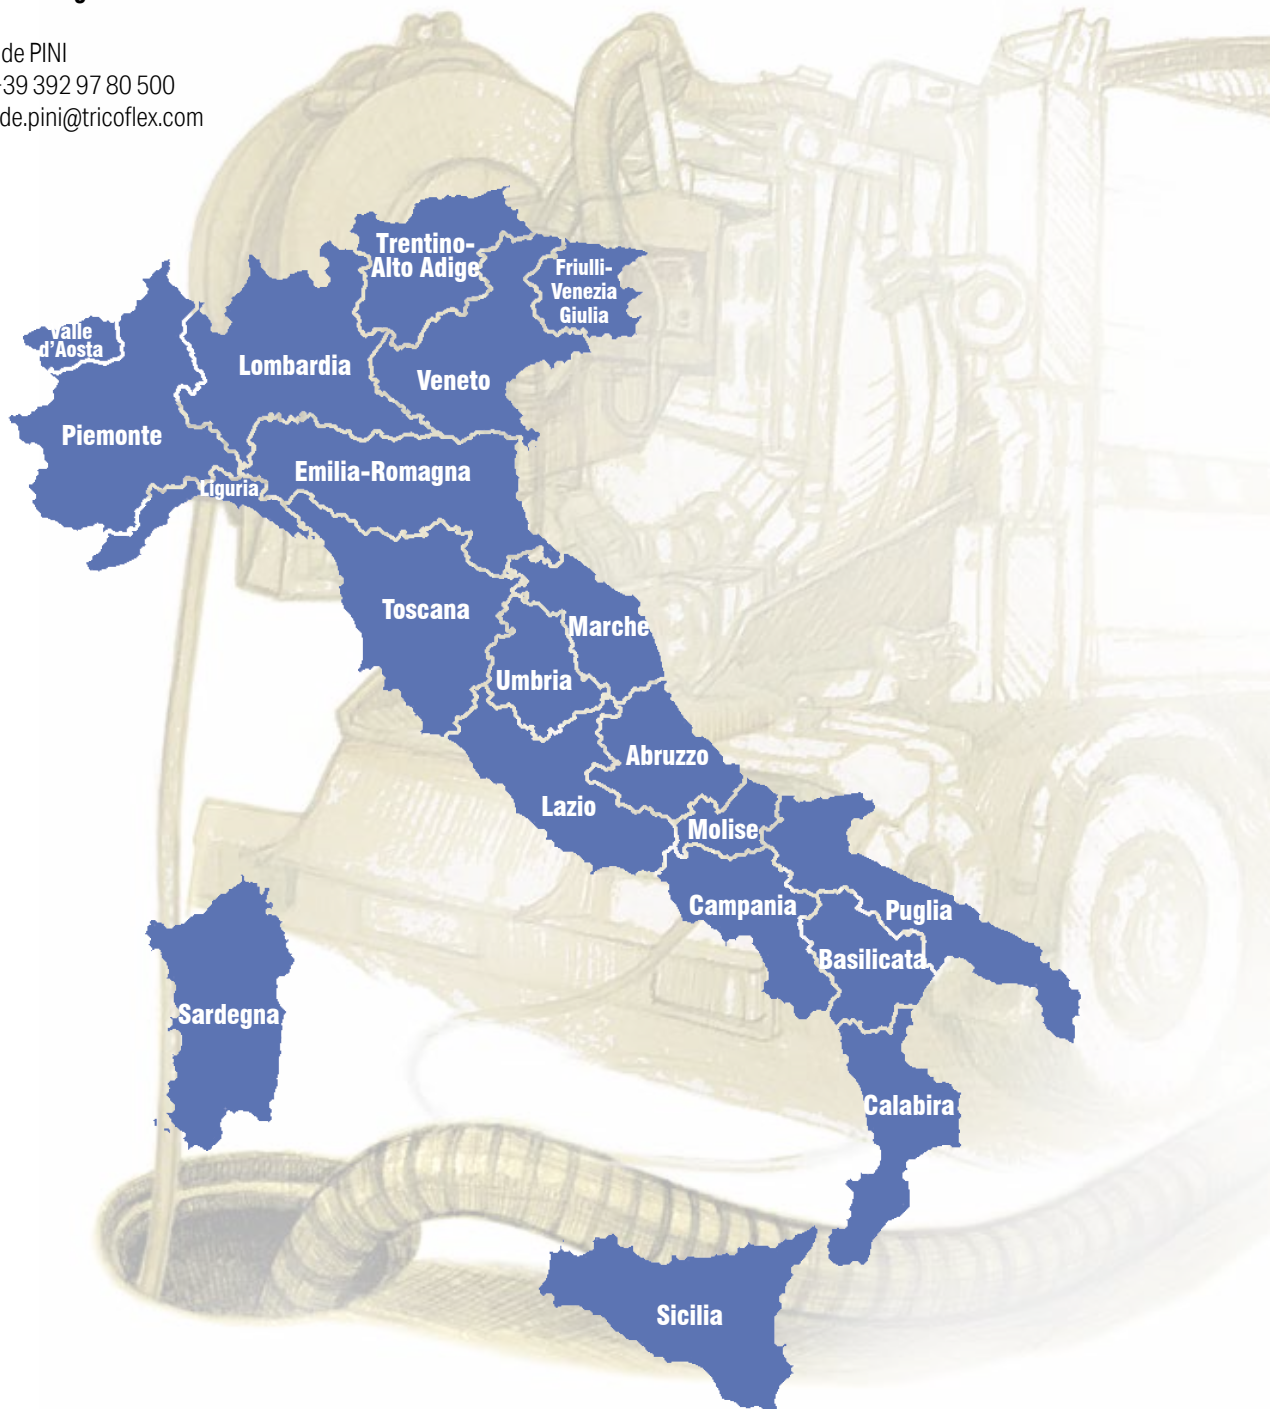 de PINI
+39 392 97 80 500
de.pini@tricoflex.com
Trentino-
Alto Adige
Friulli-
Venezia
Giulia
Valle
d'Aosta
Lombardia
Veneto
Piemonte
Emilia-Romagna
Liguria
Toscana
Marche
Umbria
Abruzzo
Lazio
Molise
Campania
Puglia
Basilicata
Sardegna
Calabira
Sicilia